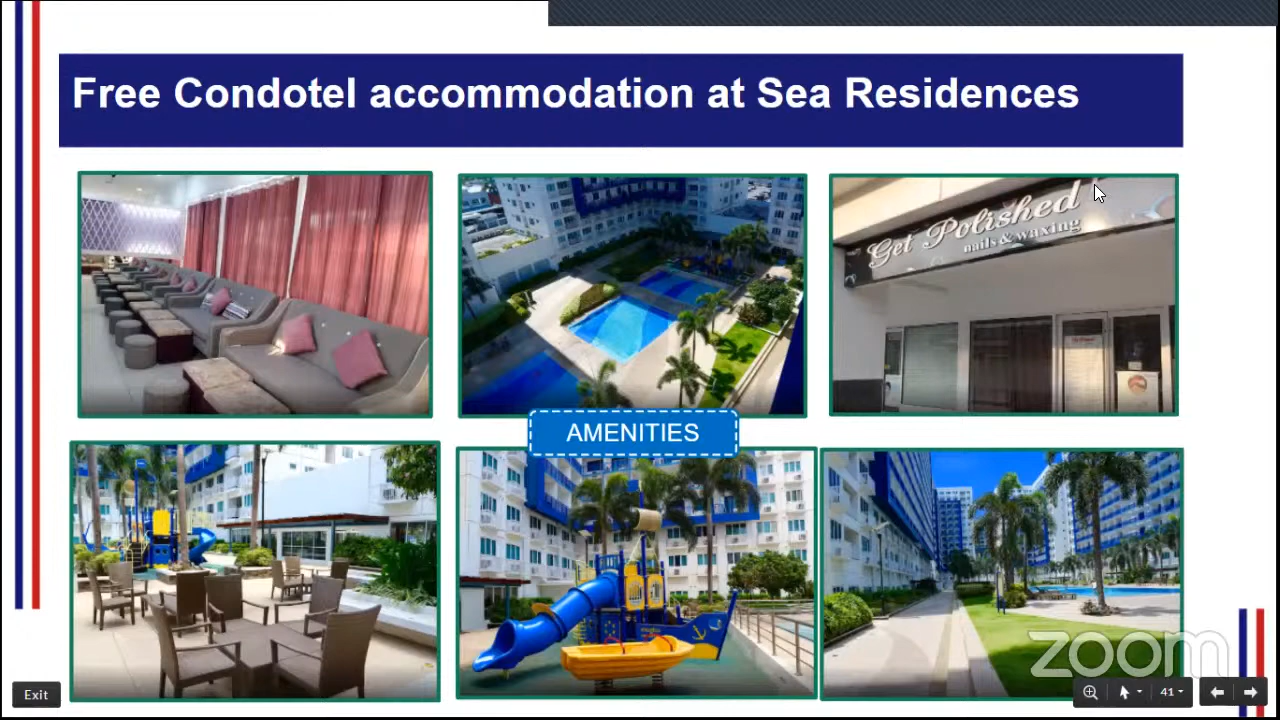 Free Condotel accommodation at Sea Residences
Get Polished
nails & waxing
AMENITIES
zoom
Exit
41